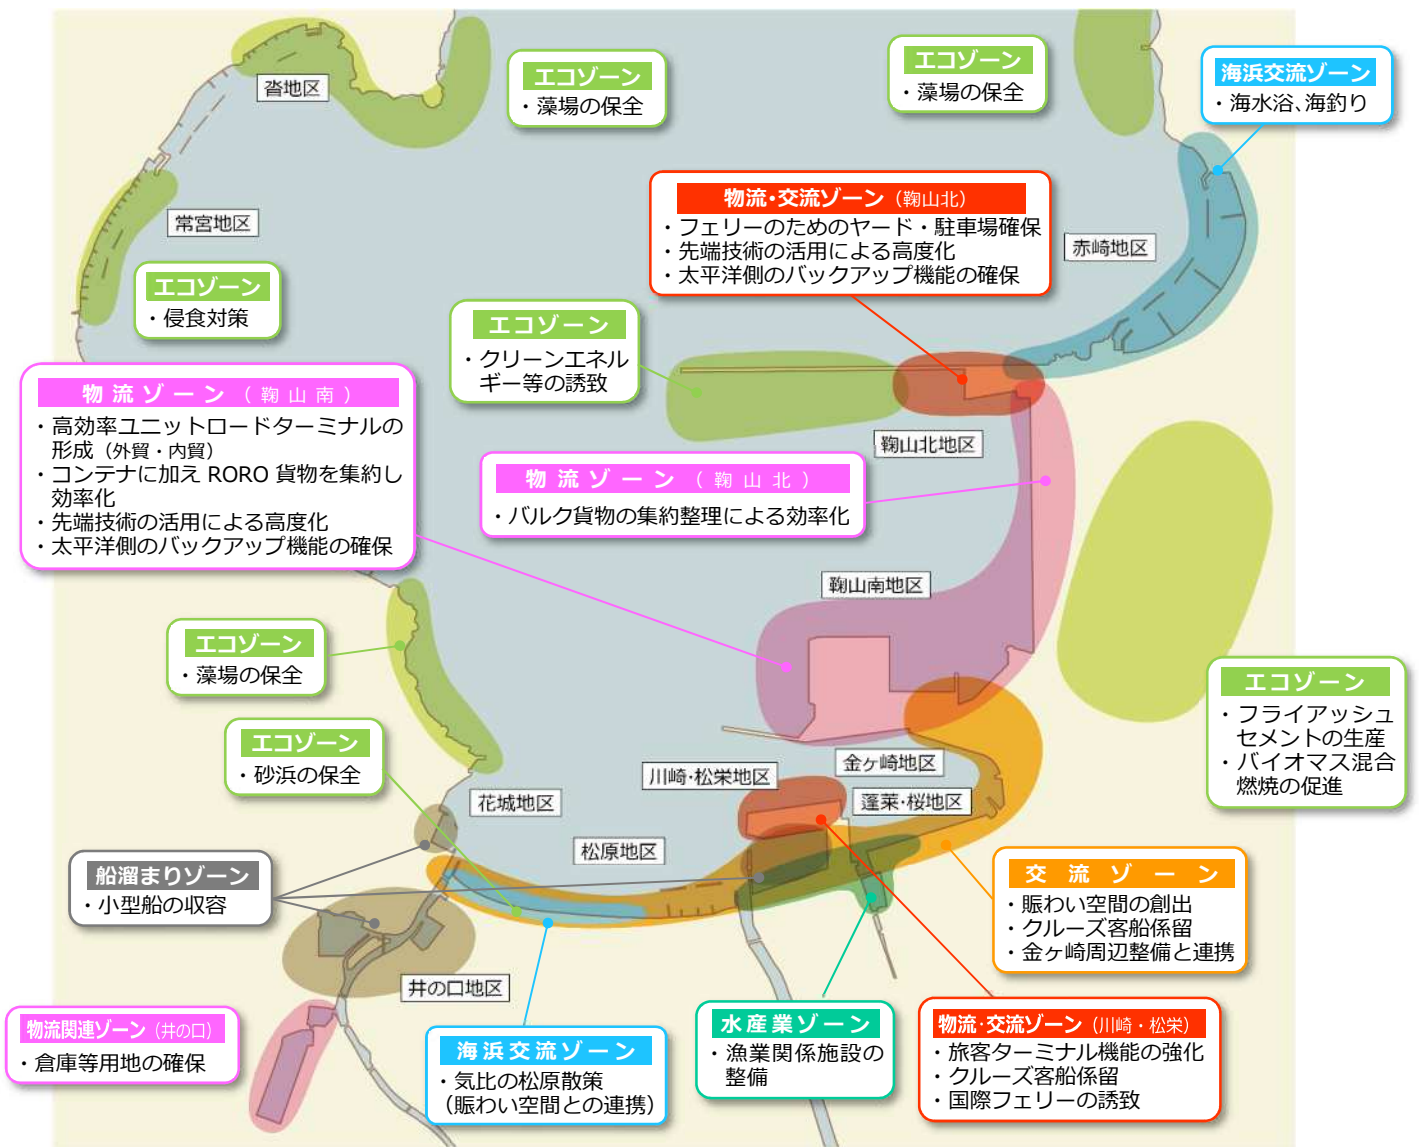 沓地区
エコゾーン
・藻場の保全
エコゾーン
・藻場の保全
海浜交流ゾーン
・海水浴、海釣り
常宮地区
エコゾーン
・侵食対策
物流・交流ゾーン（鞠山北）
・フェリーのためのヤード・駐車場確保
・先端技術の活用による高度化
・太平洋側のバックアップ機能の確保
赤崎地区
エコゾーン
・クリーンエネル
ギー等の誘致
物流ゾーン（鞠山南）
・高効率ユニットロードターミナルの
形成（外貿・内貿）
・コンテナに加え RORO 貨物を集約し
効率化
・先端技術の活用による高度化
・太平洋側のバックアップ機能の確保
鞠山北地区
物流ゾーン（鞠山北）
・バルク貨物の集約整理による効率化
鞠山南地区
エコゾーン
・藻場の保全
エコゾーン
・フライアッシュ
セメントの生産
・バイオマス混合
燃焼の促進
エコゾーン
・砂浜の保全
川崎・松栄地区
金ヶ崎地区
蓬莱・桜地区
花城地区
松原地区
船溜まりゾーン
・小型船の収容
交流ゾーン
・賑わい空間の創出
・クルーズ客船係留
・金ヶ崎周辺整備と連携
井の口地区
物流関連ゾーン（井の口）
・倉庫等用地の確保
海浜交流ゾーン
・気比の松原散策
（賑わい空間との連携）
水産業ゾーン
・漁業関係施設の
整備
物流・交流ゾーン（川崎・松栄）
・旅客ターミナル機能の強化
・クルーズ客船係留
・国際フェリーの誘致